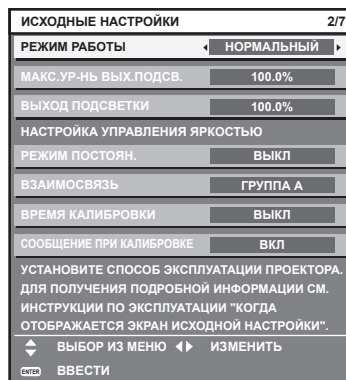 ИСХОДНЫЕ НАСТРОЙКИ 2/7
РЕЖИМ РАБОТЫ НОРМАЛЬНЫЙ
МАКС.УР-НЬ ВЫХ.ПОДСВ. 100.0%
ВЫХОД ПОДСВЕТКИ 100.0%
НАСТРОЙКА УПРАВЛЕНИЯ ЯРКОСТЬЮ
РЕЖИМ ПОСТОЯН. ВЫКЛ
ВЗАИМОСВЯЗЬ ГРУППА A
ВРЕМЯ КАЛИБРОВКИ ВЫКЛ
СООБЩЕНИЕ ПРИ КАЛИБРОВКЕ ВКЛ
УСТАНОВИТЕ СПОСОБ ЭКСПЛУАТАЦИИ ПРОЕКТОРА.
ДЛЯ ПОЛУЧЕНИЯ ПОДРОБНОЙ ИНФОРМАЦИИ СМ.
ИНСТРУКЦИИ ПО ЭКСПЛУАТАЦИИ "КОГДА
ОТОБРАЖАЕТСЯ ЭКРАН ИСХОДНОЙ НАСТРОЙКИ".
ВЫБОР ИЗ МЕНЮ ИЗМЕНИТЬ
ENTER ВВЕСТИ